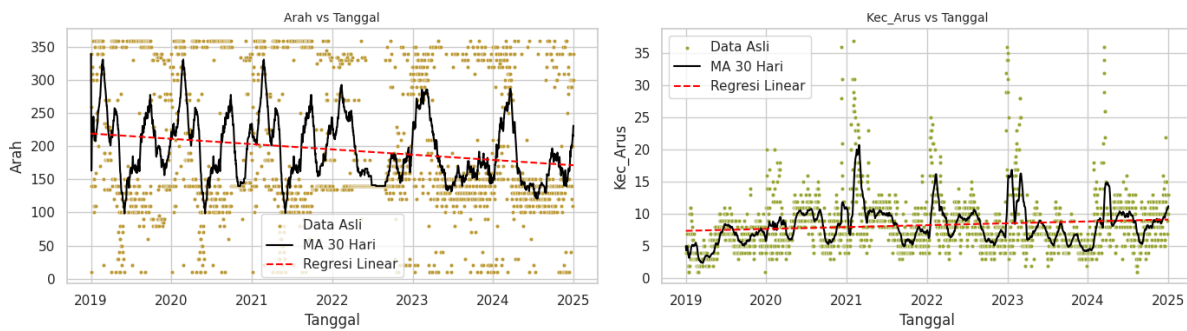 Arah vs Tanggal
350
300
250
200
150
100
50
0
Arah
Data Asli
MA 30 Hari
Regresi Linear
2019 2020 2021 2022 2023 2024 2025
Tanggal
Kec_Arus vs Tanggal
35
30
25
20
15
10
5
0
Kec_Arus
Data Asli
MA 30 Hari
Regresi Linear
2019 2020 2021 2022 2023 2024 2025
Tanggal